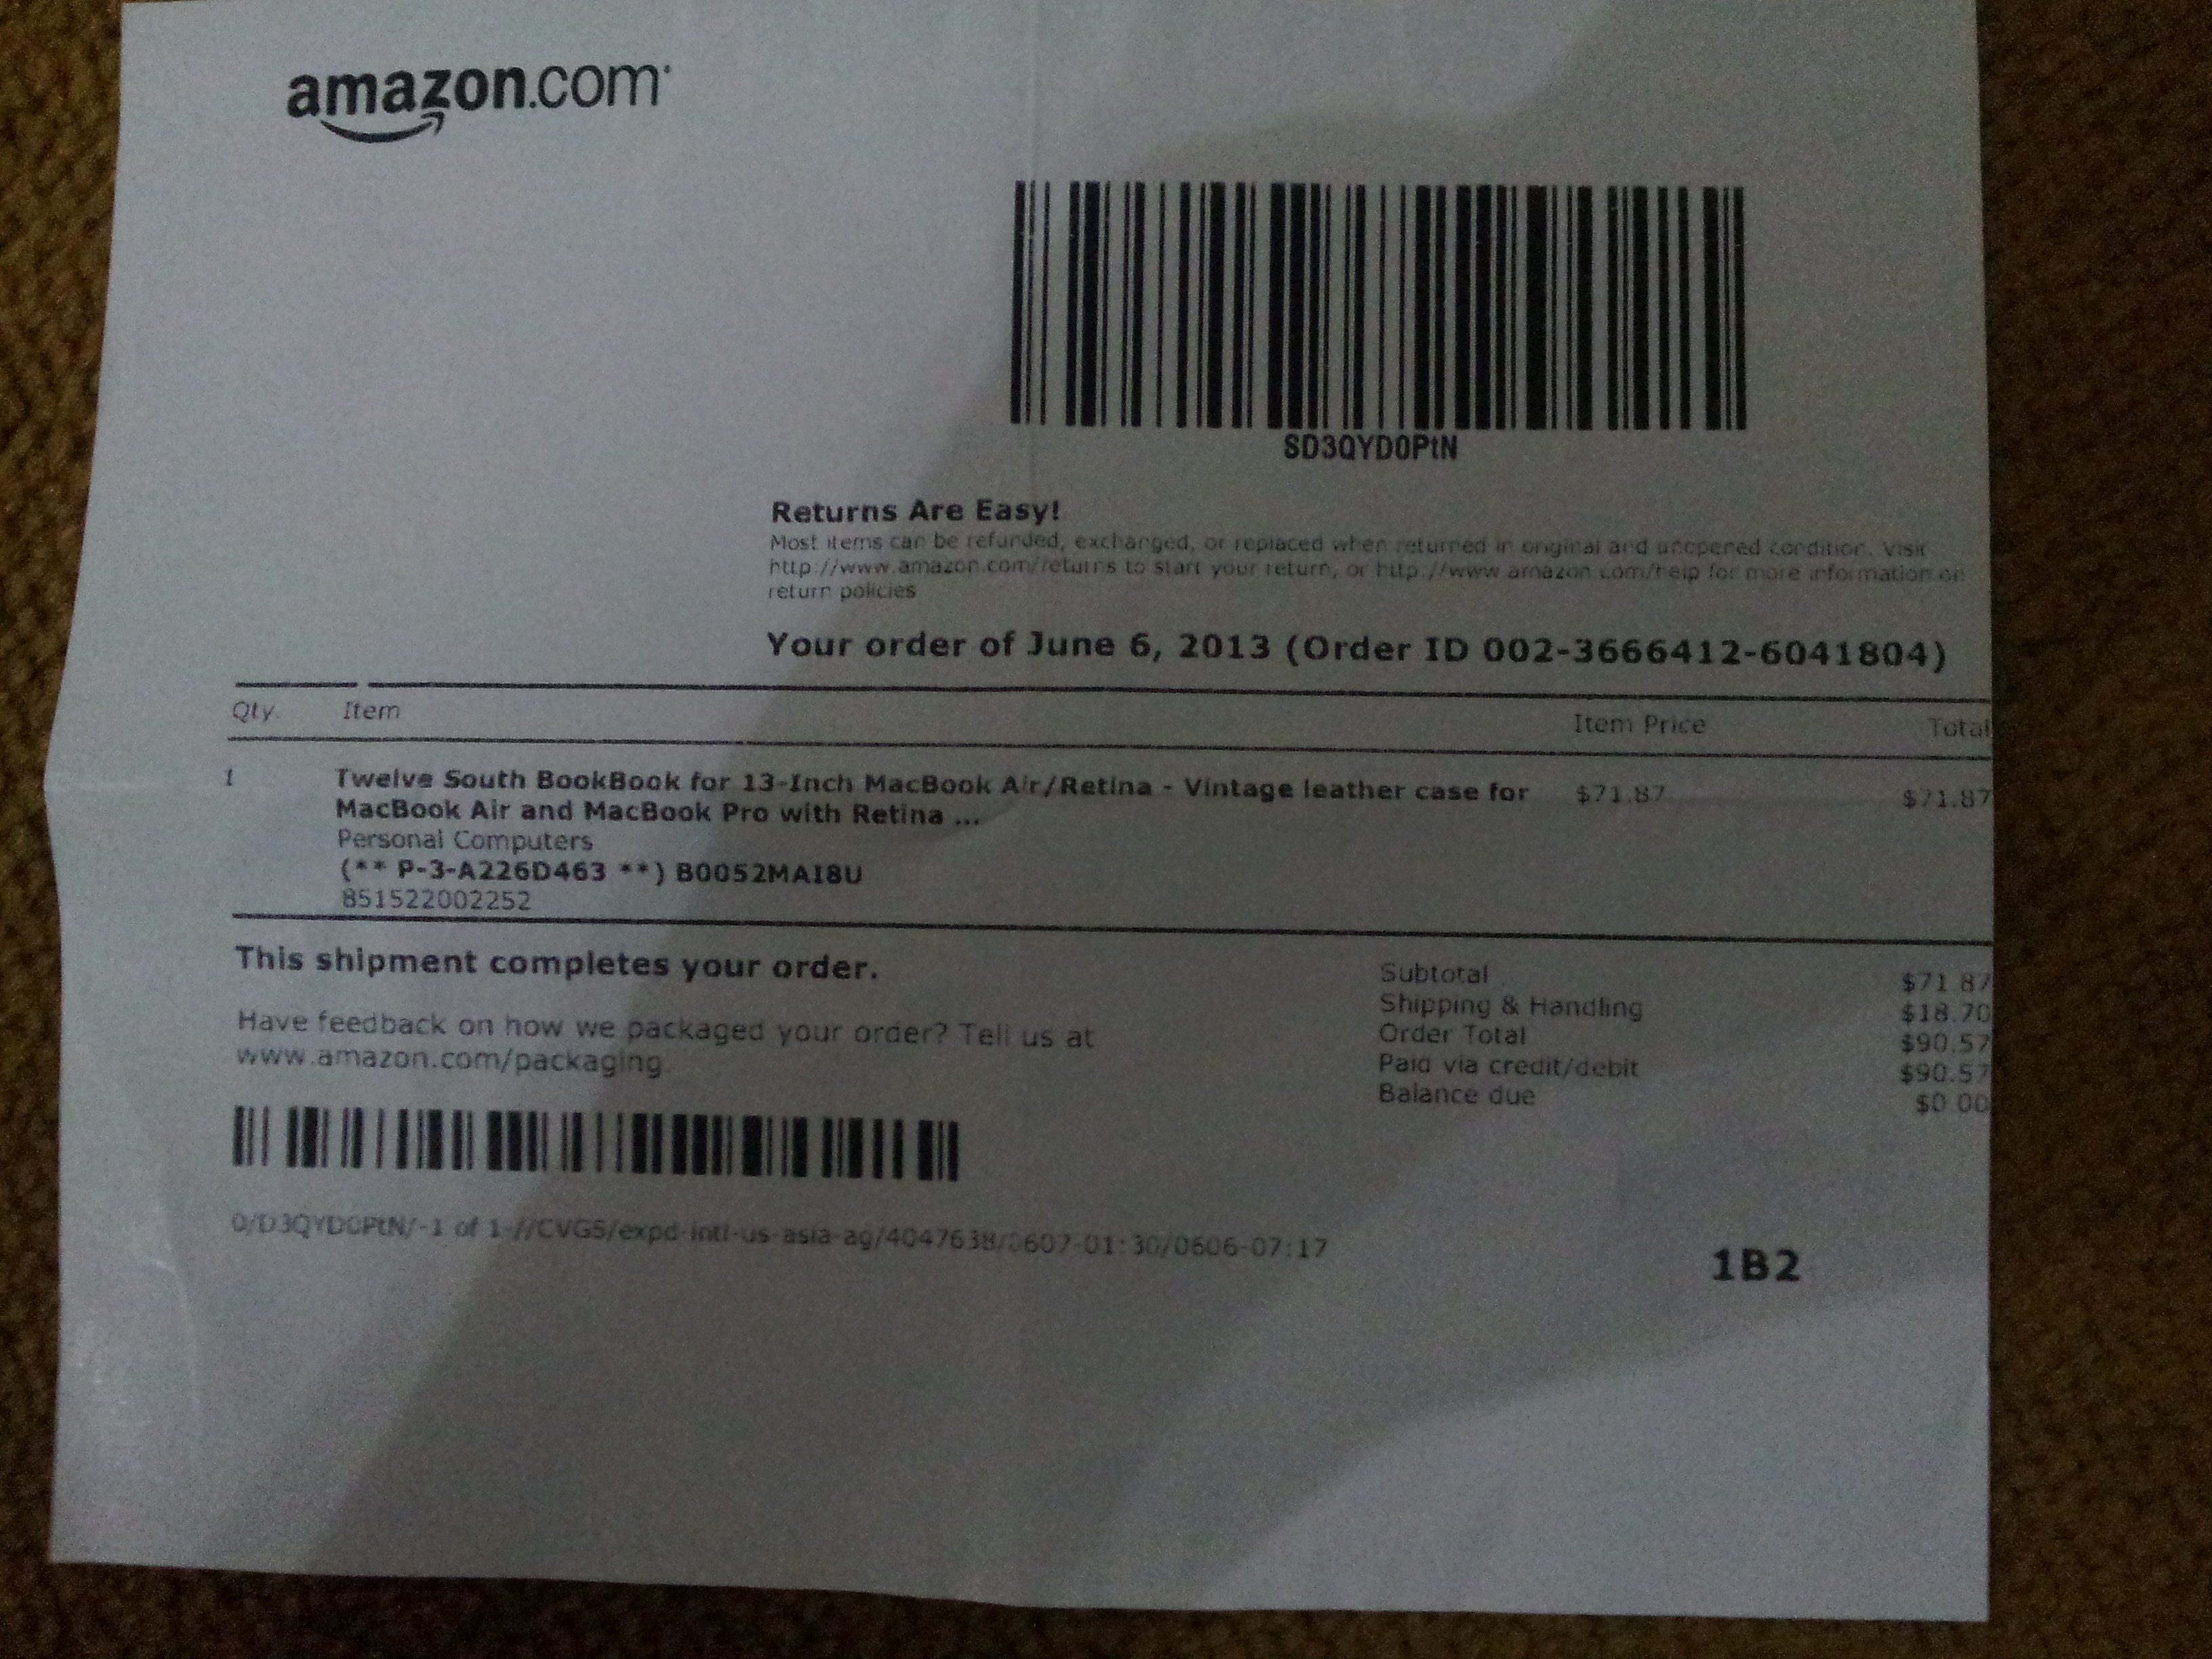 amazon.com
8D3QYD0PtN
Returns Are Easy!
Most items can be refunded, exchanged, or replaced when returned in original and unopened condition. Visit
http://www.amazon.com/returns to start your return, or http://www.amazon.com/help for more information on
return policies
Your order of June 6, 2013 (Order ID 002-3666412-6041804)
Qty. Item Item Price Total
1 Twelve South BookBook for 13-Inch MacBook Air/Retina - Vintage leather case for $71.87 $71.87
MacBook Air and MacBook Pro with Retina ...
Personal Computers
(** P-3-A226D463 **) B0052MAI8U
851522002252
This shipment completes your order.
Have feedback on how we packaged your order? Tell us at
www.amazon.com/packaging
Subtotal $71.87
Shipping & Handling $18.70
Order Total $90.57
Paid via credit/debit $90.57
Balance due $0.00
0/D3QYD0PtN/-1 of 1-//CVG5/expd-intl-us-asia-ag/4047638/0607-01:30/0606-07:17
1B2